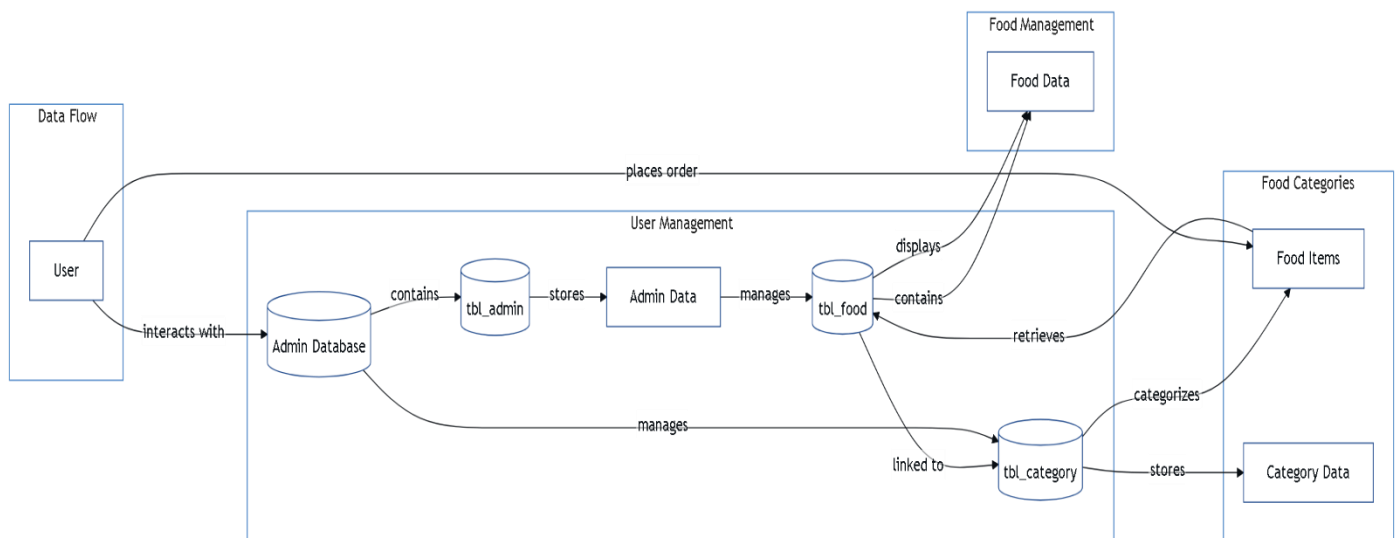 Food Management
Food Data
Data Flow
places order
Food Categories
User Management
User
displays
Food Items
contains
tbl_admin
stores
Admin Data
manages
tbl_food
contains
interacts with
Admin Database
retrieves
categorizes
manages
linked to
tbl_category
stores
Category Data